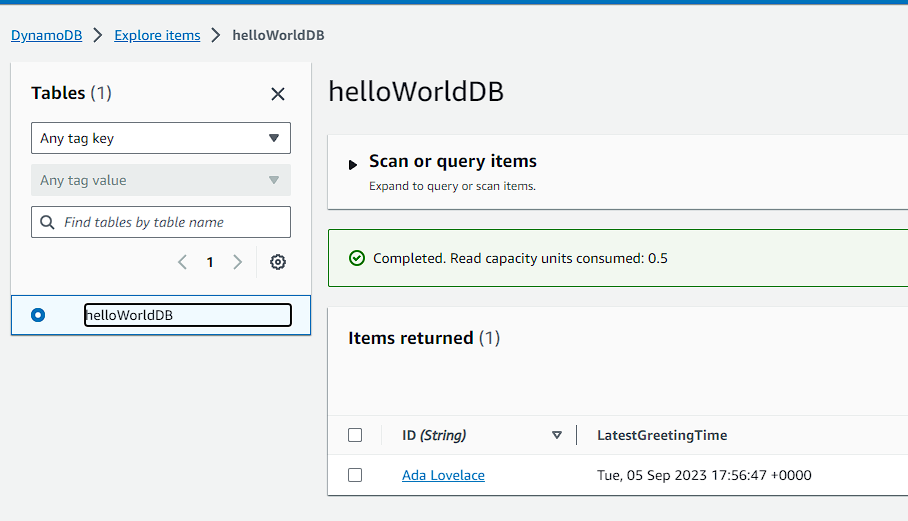 DynamoDB > Explore items > helloWorldDB
Tables (1)
Any tag key
Any tag value
Find tables by table name
1
helloWorldDB
helloWorldDB
Scan or query items
Expand to query or scan items.
Completed. Read capacity units consumed: 0.5
Items returned (1)
ID (String) LatestGreetingTime
Ada Lovelace Tue, 05 Sep 2023 17:56:47 +0000